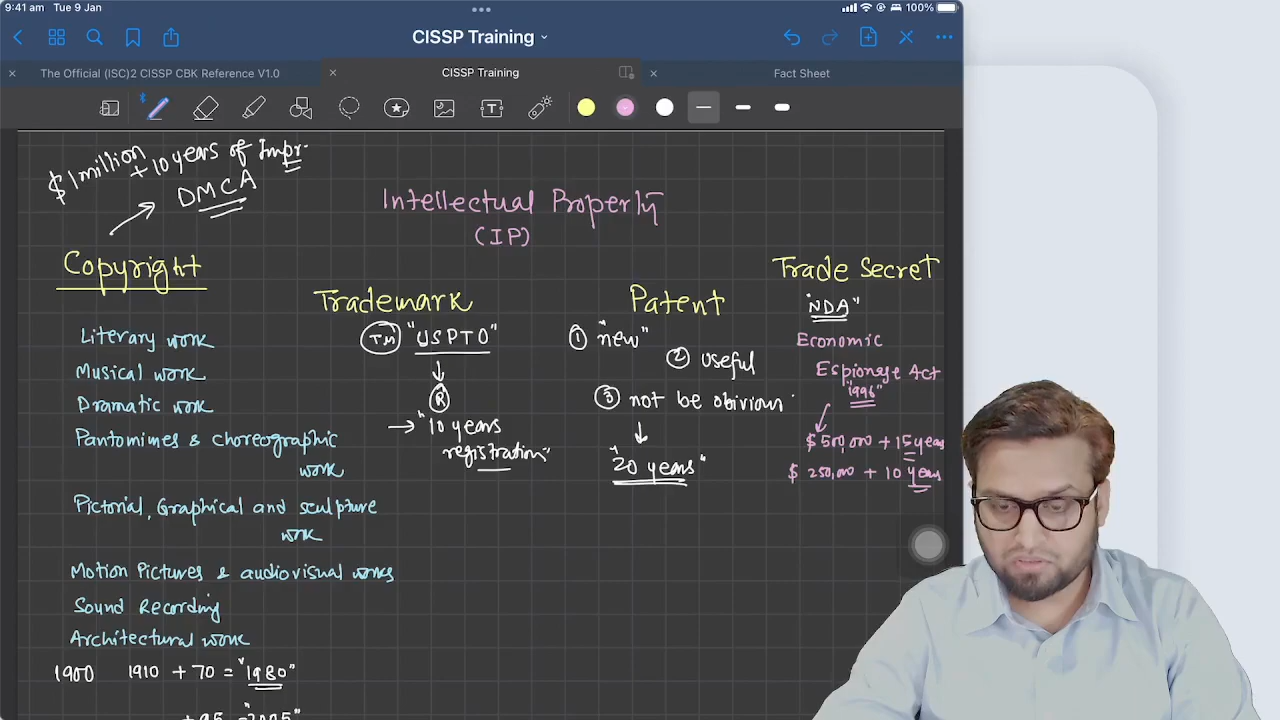 9:41 am Tue 9 Jan
100%
CISSP Training
The Official (ISC)2 CISSP CBK Reference V1.0
CISSP Training
Fact Sheet
$1 million + 10 years of Impr.
DMCA
Intellectual Property
(IP)
Copyright
Literary work
Musical work
Dramatic work
Pantomimes & choreographic
work
Pictorial, Graphical and sculpture
work
Motion Pictures & audiovisual works
Sound Recording
Architectural work
1900 1910 + 70 = "1980"
+ 95
Trademark
TM "USPTO"
R
"10 years
registration"
Patent
1 "new"
2 useful
3 not be obivious
"20 years"
Trade Secret
"NDA"
Economic
Espionage Act
"1996"
$500,000 + 15 years
$250,000 + 10 years